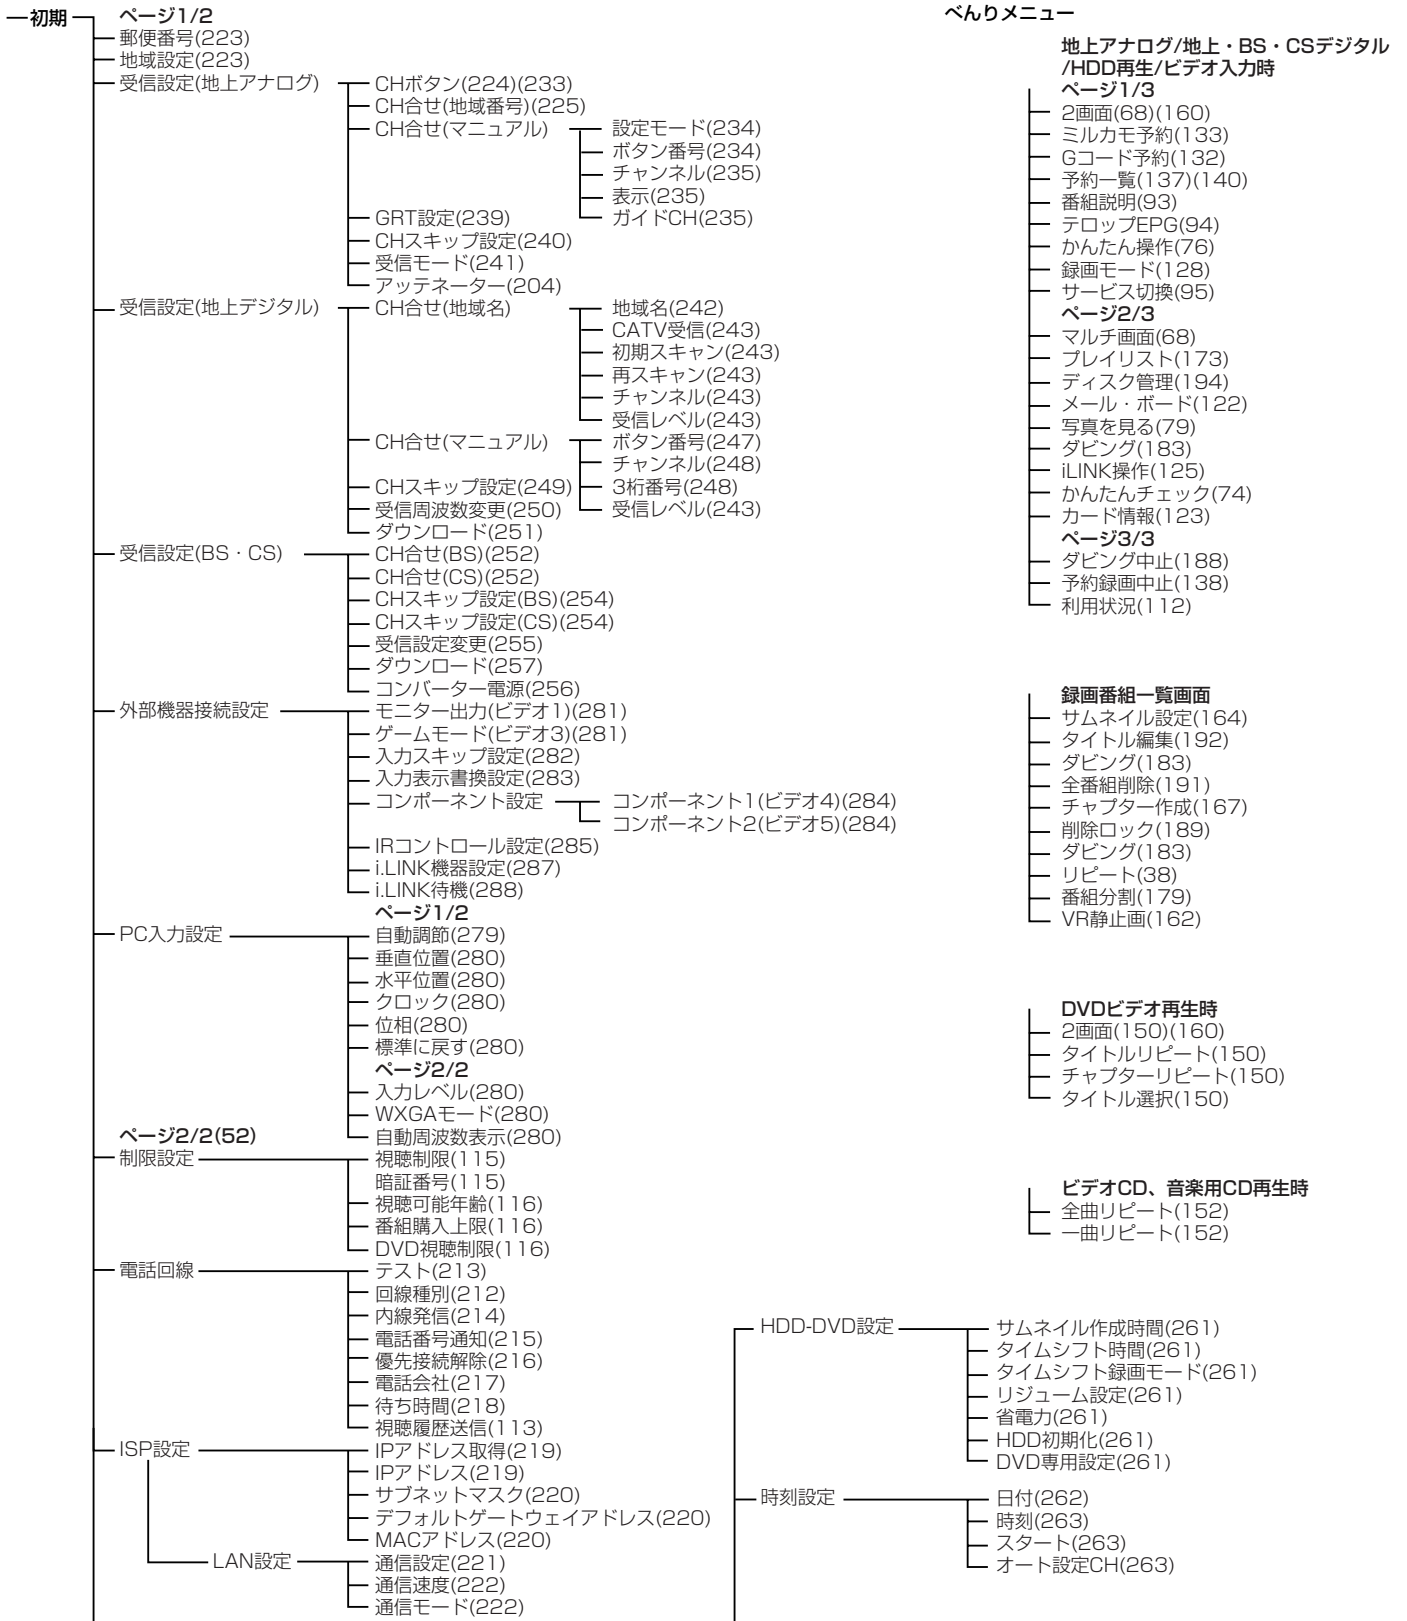 初期
ページ1/2
郵便番号(223)
地域設定(223)
受信設定(地上アナログ)
CHボタン(224)(233)
CH合せ(地域番号)(225)
CH合せ(マニュアル)
設定モード(234)
ボタン番号(234)
チャンネル(235)
表示(235)
ガイドCH(235)
GRT設定(239)
CHスキップ設定(240)
受信モード(241)
アッテネーター(204)
受信設定(地上デジタル)
CH合せ(地域名)
地域名(242)
CATV受信(243)
初期スキャン(243)
再スキャン(243)
チャンネル(243)
受信レベル(243)
CH合せ(マニュアル)
ボタン番号(247)
チャンネル(248)
3桁番号(248)
受信レベル(243)
CHスキップ設定(249)
受信周波数変更(250)
ダウンロード(251)
受信設定(BS・CS)
CH合せ(BS)(252)
CH合せ(CS)(252)
CHスキップ設定(BS)(254)
CHスキップ設定(CS)(254)
受信設定変更(255)
ダウンロード(257)
コンバーター電源(256)
外部機器接続設定
モニター出力(ビデオ1)(281)
ゲームモード(ビデオ3)(281)
入力スキップ設定(282)
入力表示書換設定(283)
コンポーネント設定
コンポーネント1(ビデオ4)(284)
コンポーネント2(ビデオ5)(284)
IRコントロール設定(285)
i.LINK機器設定(287)
i.LINK待機(288)
PC入力設定
ページ1/2
自動調節(279)
垂直位置(280)
水平位置(280)
クロック(280)
位相(280)
標準に戻す(280)
ページ2/2
入力レベル(280)
WXGAモード(280)
自動周波数表示(280)
ページ2/2(52)
制限設定
視聴制限(115)
暗証番号(115)
視聴可能年齢(116)
番組購入上限(116)
DVD視聴制限(116)
電話回線
テスト(213)
回線種別(212)
内線発信(214)
電話番号通知(215)
優先接続解除(216)
電話会社(217)
待ち時間(218)
視聴履歴送信(113)
ISP設定
IPアドレス取得(219)
IPアドレス(219)
サブネットマスク(220)
デフォルトゲートウェイアドレス(220)
MACアドレス(220)
LAN設定
通信設定(221)
通信速度(222)
通信モード(222)
HDD-DVD設定
サムネイル作成時間(261)
タイムシフト時間(261)
タイムシフト録画モード(261)
リジューム設定(261)
省電力(261)
HDD初期化(261)
DVD専用設定(261)
時刻設定
日付(262)
時刻(263)
スタート(263)
オート設定CH(263)
べんりメニュー
地上アナログ/地上・BS・CSデジタル
/HDD再生/ビデオ入力時
ページ1/3
2画面(68)(160)
ミルカモ予約(133)
Gコード予約(132)
予約一覧(137)(140)
番組説明(93)
テロップEPG(94)
かんたん操作(76)
録画モード(128)
サービス切換(95)
ページ2/3
マルチ画面(68)
プレイリスト(173)
ディスク管理(194)
メール・ボード(122)
写真を見る(79)
ダビング(183)
iLINK操作(125)
かんたんチェック(74)
カード情報(123)
ページ3/3
ダビング中止(188)
予約録画中止(138)
利用状況(112)
録画番組一覧画面
サムネイル設定(164)
タイトル編集(192)
ダビング(183)
全番組削除(191)
チャプター作成(167)
削除ロック(189)
ダビング(183)
リピート(38)
番組分割(179)
VR静止画(162)
DVDビデオ再生時
2画面(150)(160)
タイトルリピート(150)
チャプターリピート(150)
タイトル選択(150)
ビデオCD、音楽用CD再生時
全曲リピート(152)
一曲リピート(152)